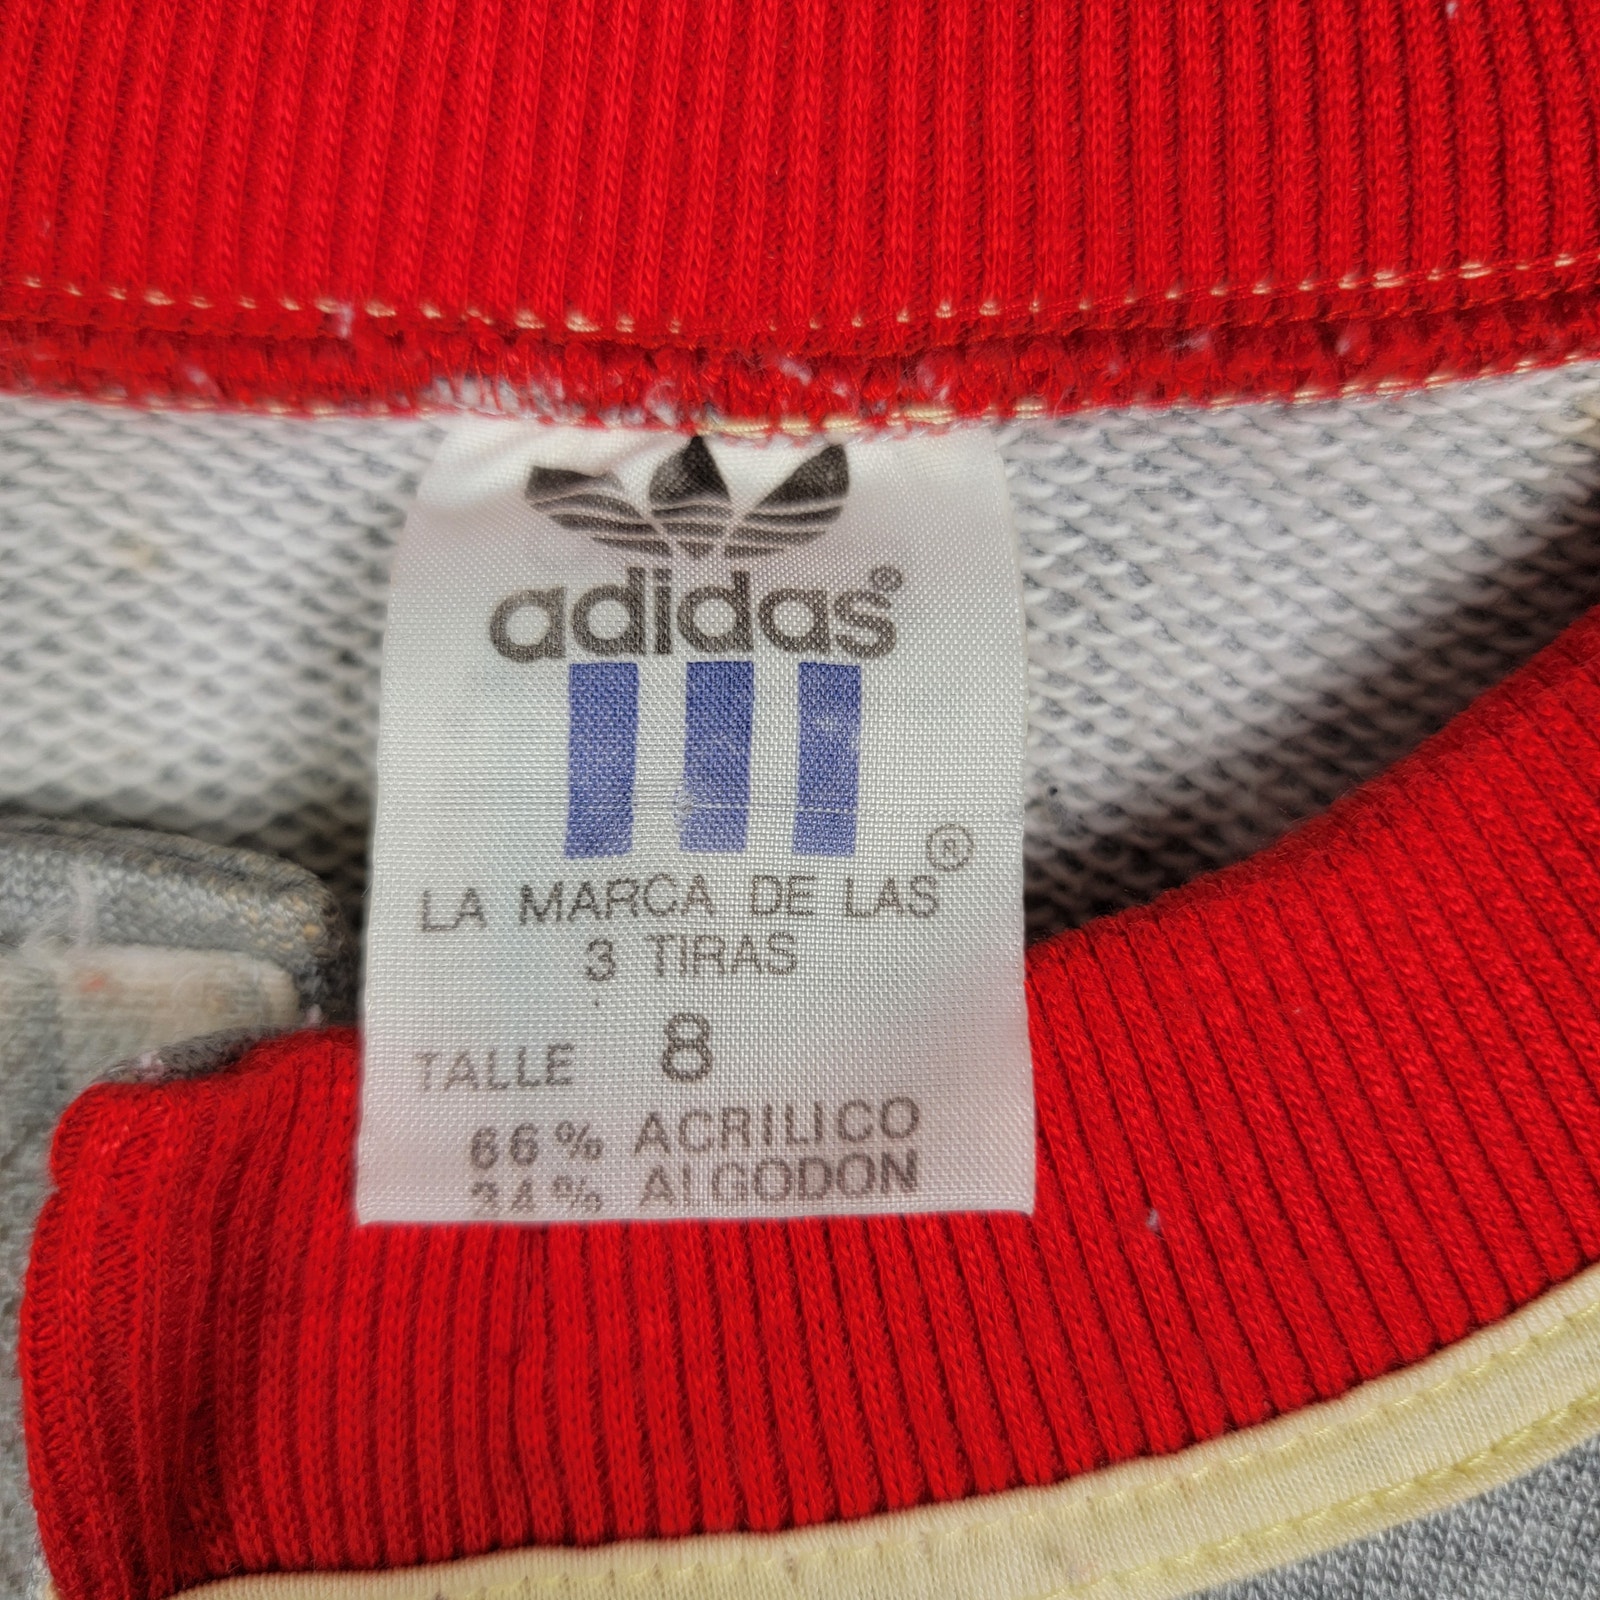 adidas®
®
LA MARCA DE LAS
3 TIRAS
TALLE 8
66% ACRILICO
34% ALGODON